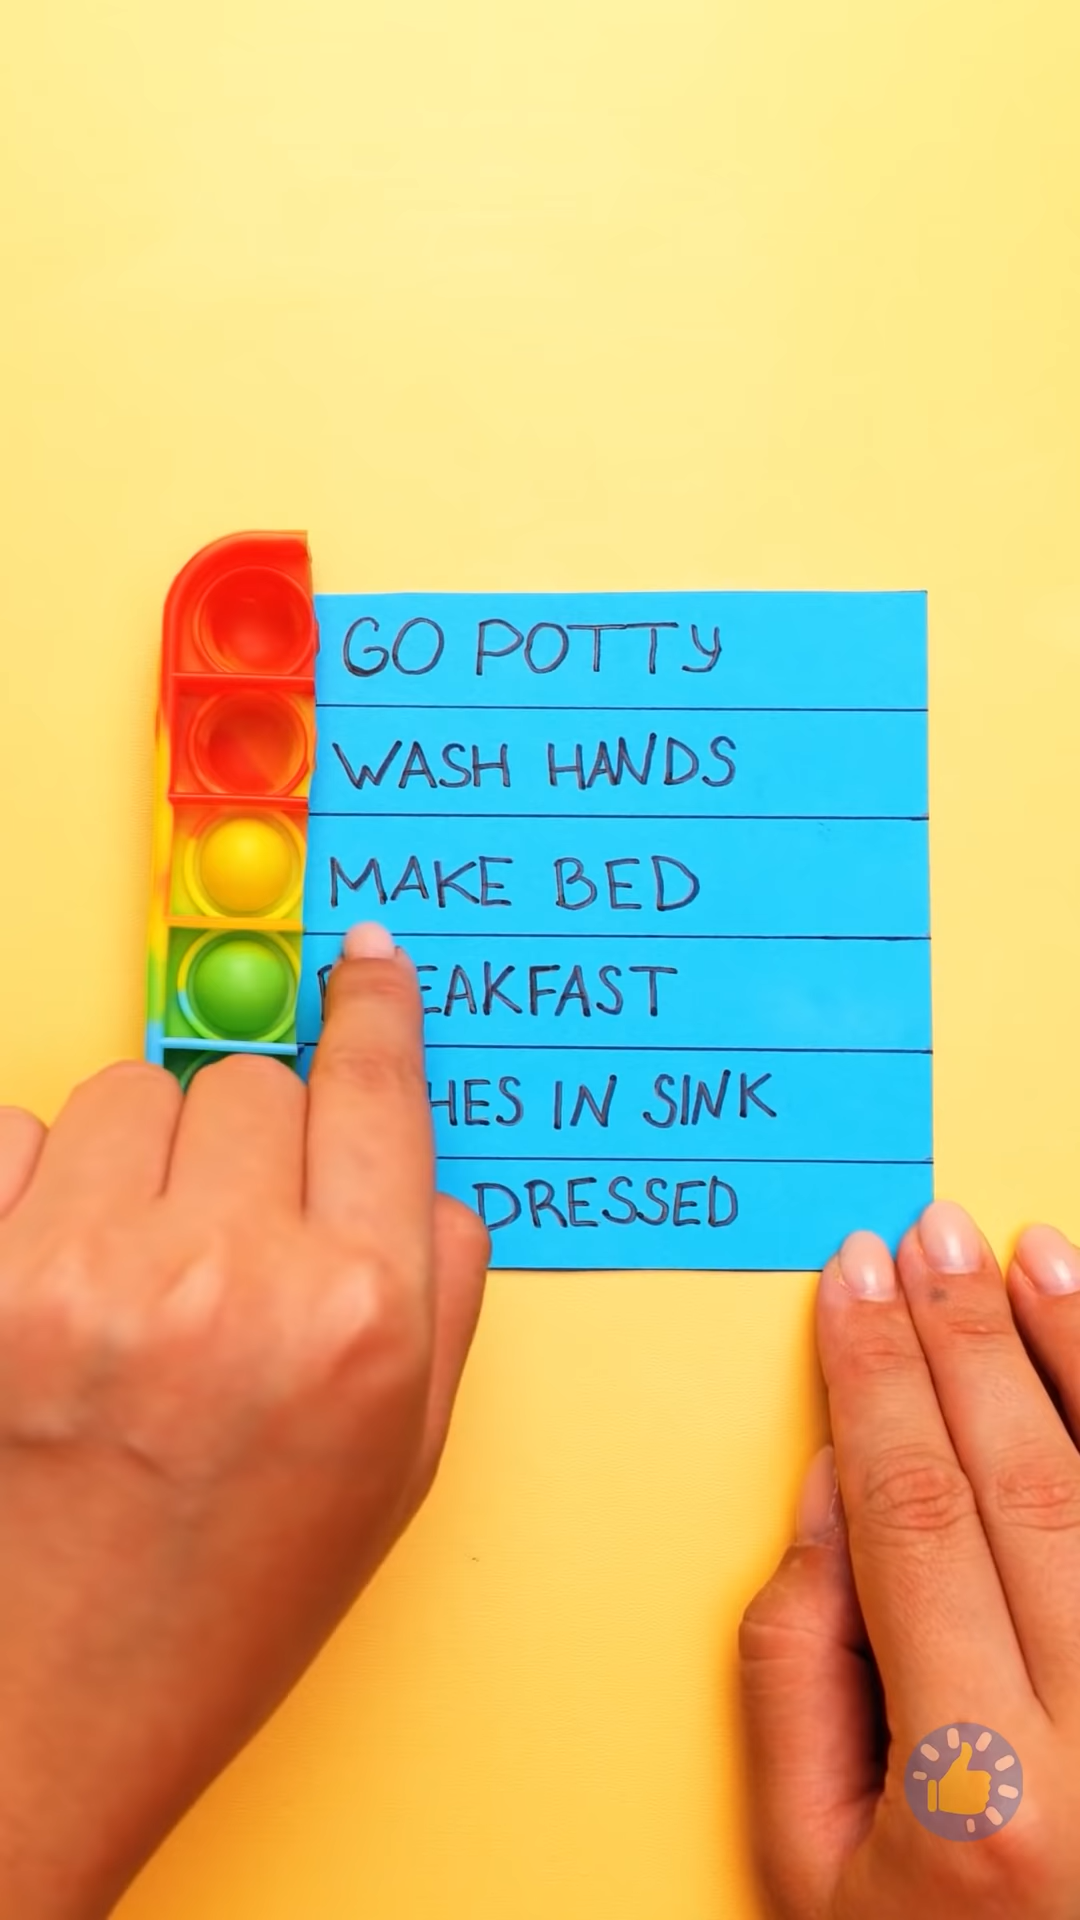 GO POTTY
WASH HANDS
MAKE BED
EAKFAST
HES IN SINK
DRESSED